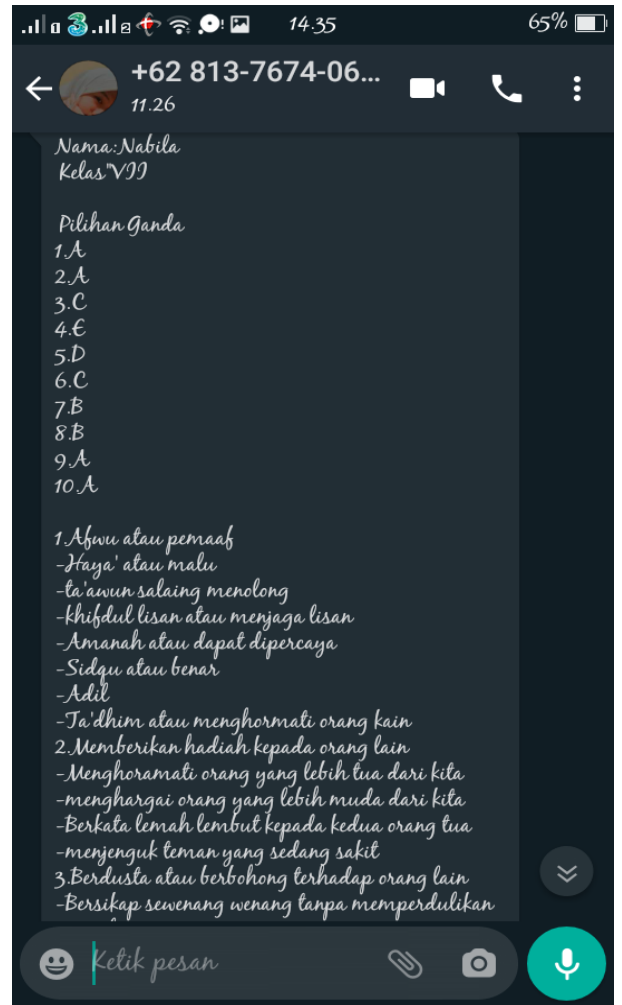 14.35 65%
+62 813-7674-06...
11.26
Nama:Nabila
Kelas"VII
Pilihan Ganda
1.A
2.A
3.C
4.E
5.D
6.C
7.B
8.B
9.A
10.A
1.Afwu atau pemaaf
-Haya' atau malu
-ta'awun salaing menolong
-khifdul lisan atau menjaga lisan
-Amanah atau dapat dipercaya
-Sidqu atau benar
-Adil
-Ta'dhim atau menghormati orang kain
2.Memberikan hadiah kepada orang lain
-Menghoramati orang yang lebih tua dari kita
-menghargai orang yang lebih muda dari kita
-Berkata lemah lembut kepada kedua orang tua
-menjenguk teman yang sedang sakit
3.Berdusta atau berbohong terhadap orang lain
-Bersikap sewenang wenang tanpa memperdulikan
Ketik pesan